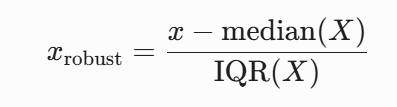 x_robust = (x − median(X)) / IQR(X)